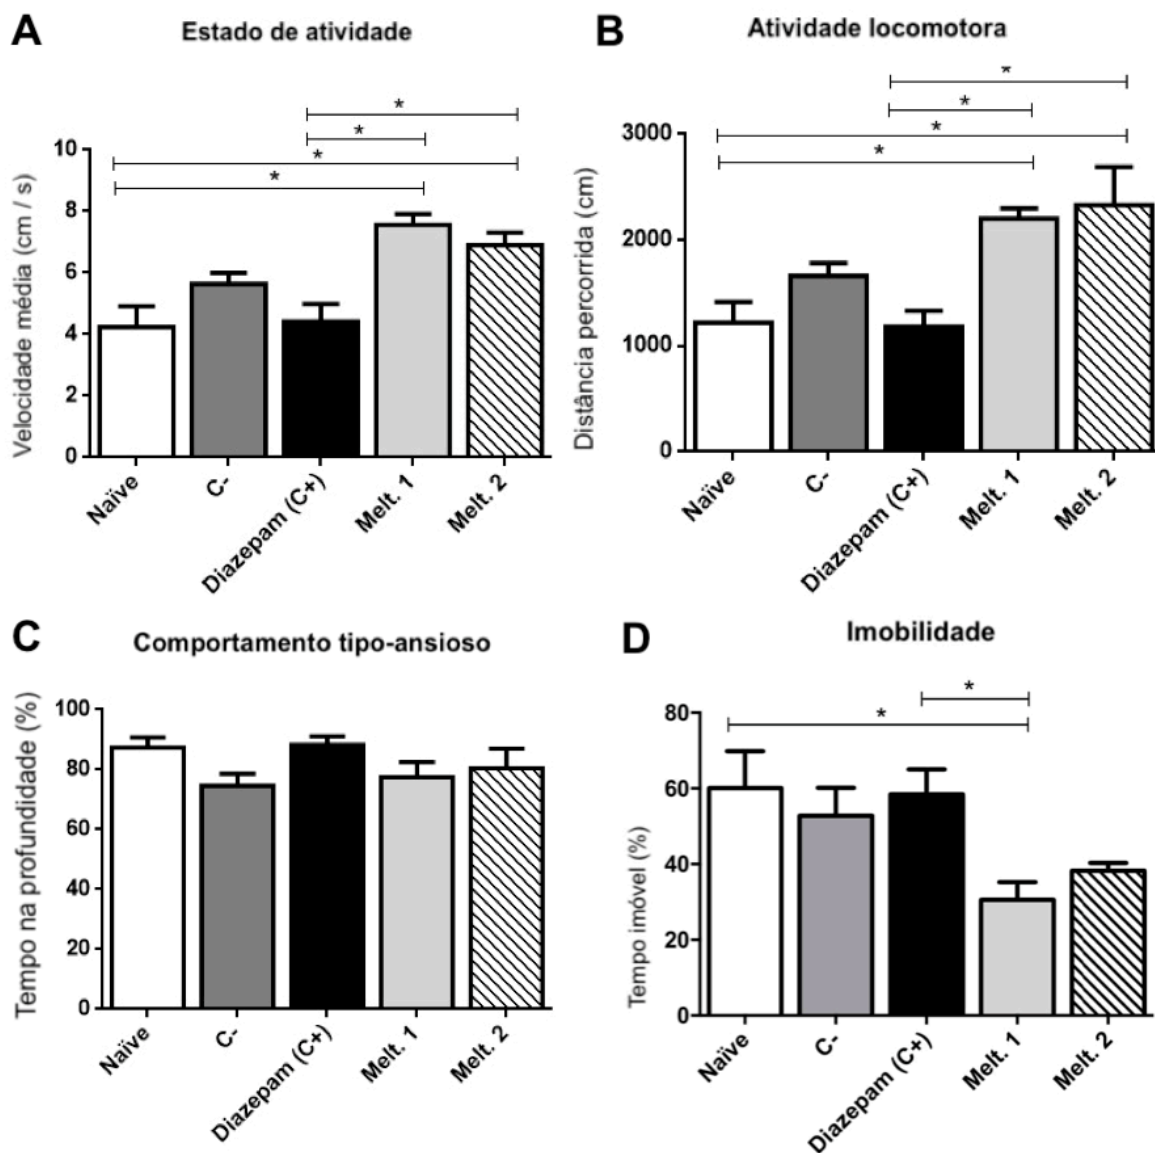 A
Estado de atividade
*
*
*
*
Velocidade média (cm / s)
10
8
6
4
2
0
Naïve
C-
Diazepam (C+)
Melt. 1
Melt. 2
B
Atividade locomotora
*
*
*
*
Distância percorrida (cm)
3000
2000
1000
0
Naïve
C-
Diazepam (C+)
Melt. 1
Melt. 2
C
Comportamento tipo-ansioso
Tempo na profundidade (%)
100
80
60
40
20
0
Naïve
C-
Diazepam (C+)
Melt. 1
Melt. 2
D
Imobilidade
*
*
Tempo imóvel (%)
80
60
40
20
0
Naïve
C-
Diazepam (C+)
Melt. 1
Melt. 2